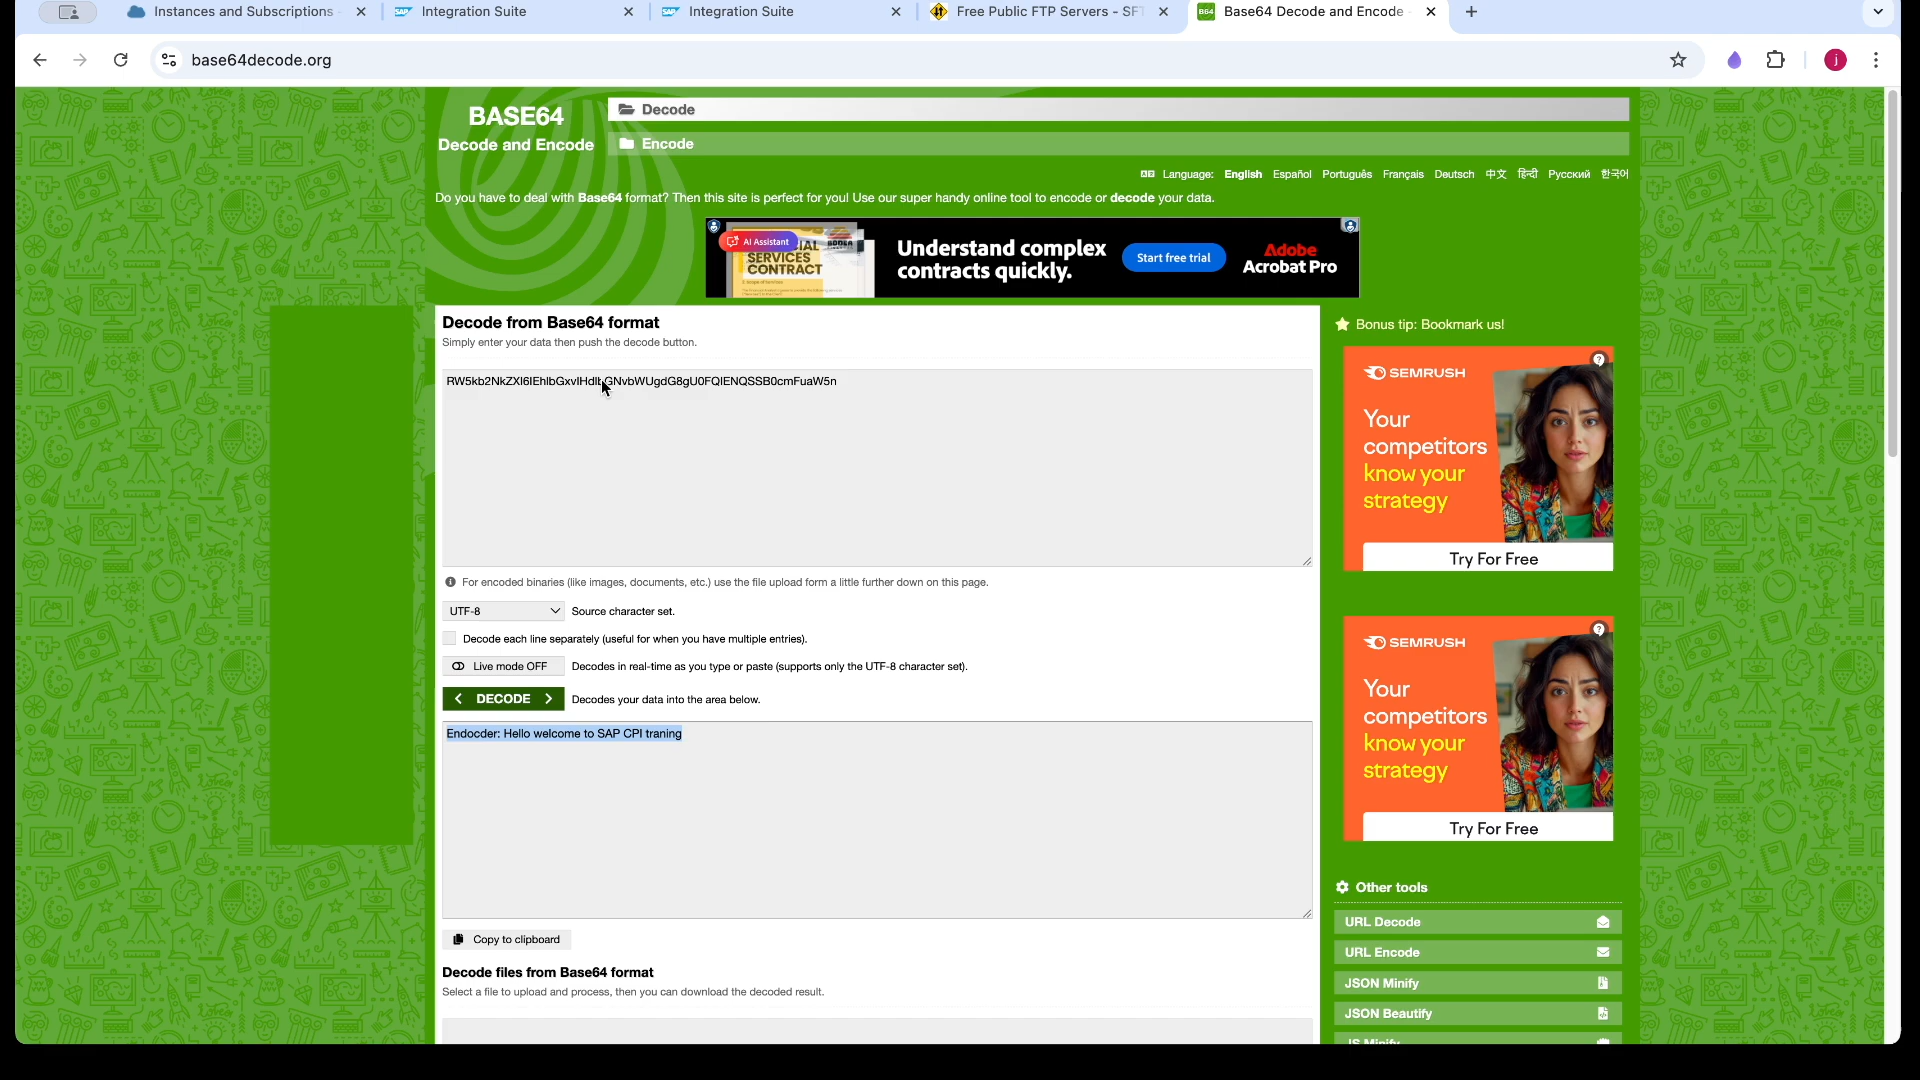 Instances and Subscriptions
Integration Suite
Integration Suite
Free Public FTP Servers - SFT
B64
Base64 Decode and Encode
base64decode.org
j
BASE64
Decode and Encode
Decode
Encode
Language: English Español Português Français Deutsch 中文 हिन्दी Русский 한국어
Do you have to deal with Base64 format? Then this site is perfect for you! Use our super handy online tool to encode or decode your data.
AI Assistant
SERVICES
CONTRACT
Understand complex
contracts quickly.
Start free trial
Adobe
Acrobat Pro
Decode from Base64 format
Simply enter your data then push the decode button.
For encoded binaries (like images, documents, etc.) use the file upload form a little further down on this page.
UTF-8
Source character set.
Decode each line separately (useful for when you have multiple entries).
Live mode OFF
Decodes in real-time as you type or paste (supports only the UTF-8 character set).
< DECODE >
Decodes your data into the area below.
Endocder: Hello welcome to SAP CPI traning
Copy to clipboard
Decode files from Base64 format
Select a file to upload and process, then you can download the decoded result.
Bonus tip: Bookmark us!
SEMRUSH
Your
competitors
know your
strategy
Try For Free
SEMRUSH
Your
competitors
know your
strategy
Try For Free
Other tools
URL Decode
URL Encode
JSON Minify
JSON Beautify
JS Minify